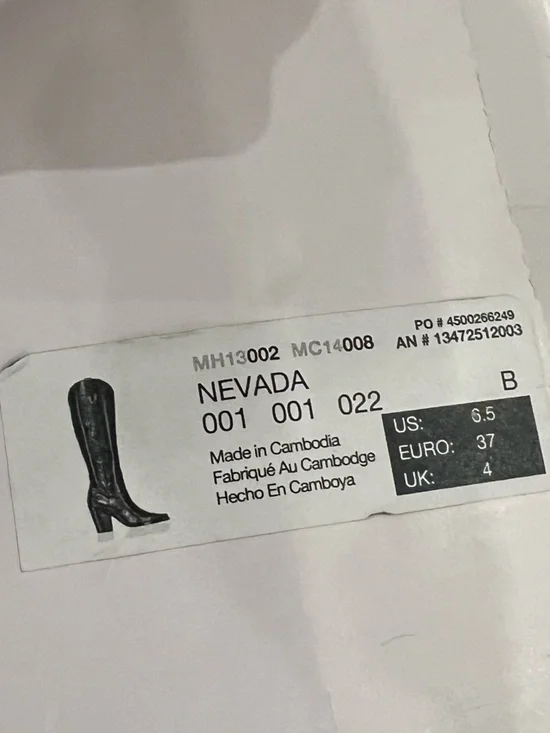 MH13002 MC14008
PO # 4500266249
AN # 13472512003
NEVADA
001 001 022
B
Made in Cambodia
Fabriqué Au Cambodge
Hecho En Camboya
US: 6.5
EURO: 37
UK: 4